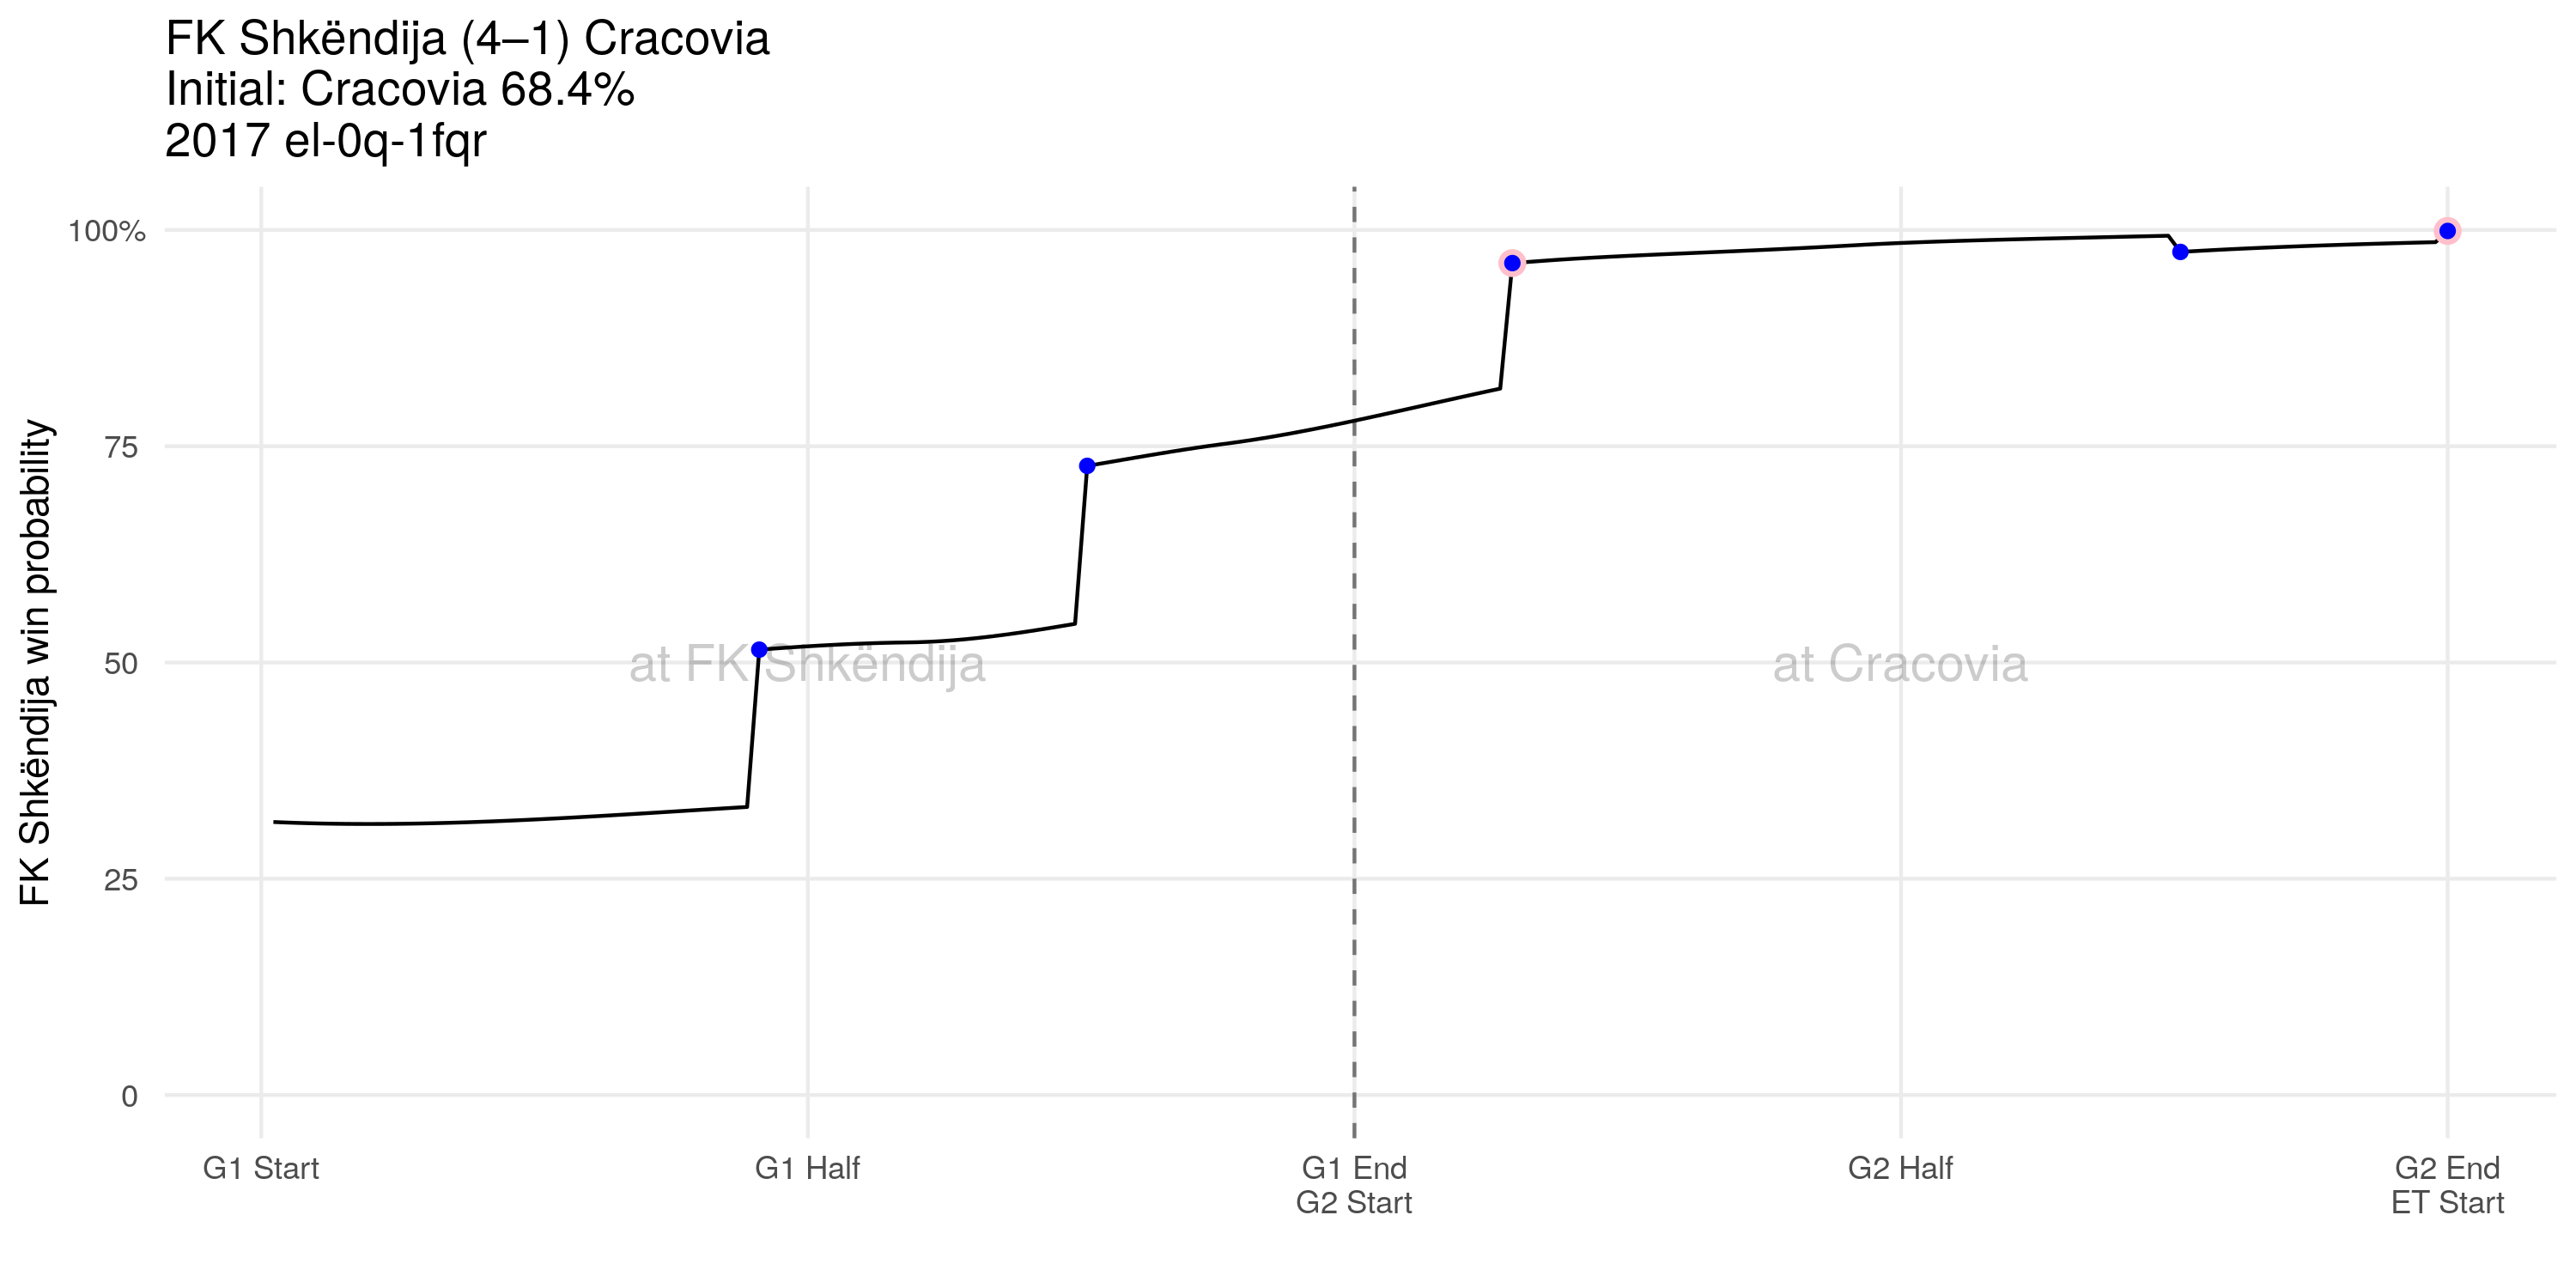 FK Shkëndija (4–1) Cracovia
Initial: Cracovia 68.4%
2017 el-0q-1fqr
FK Shkëndija win probability
100%
75
50
25
0
at FK Shkëndija
at Cracovia
G1 Start
G1 Half
G1 End
G2 Start
G2 Half
G2 End
ET Start